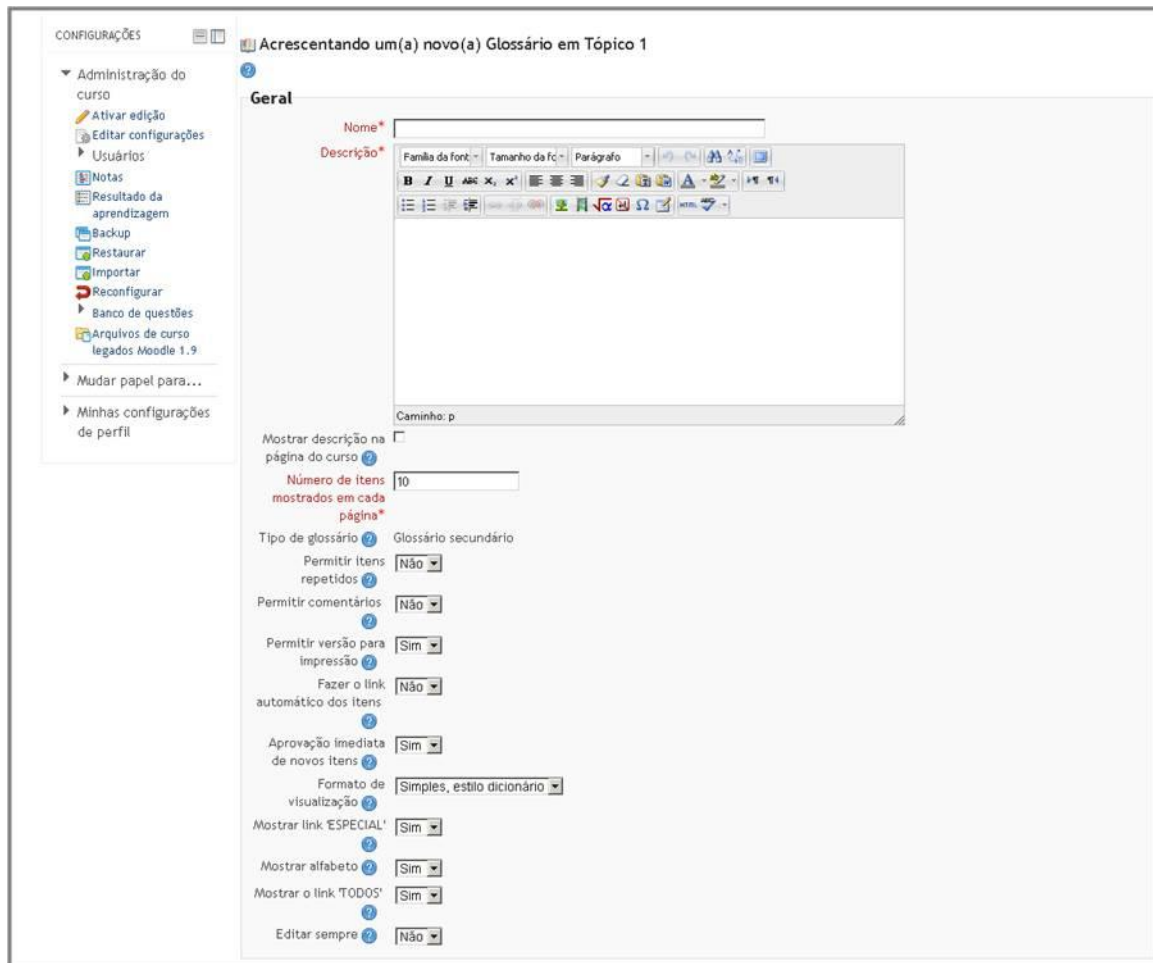 CONFIGURAÇÕES
Administração do
curso
Ativar edição
Editar configurações
Usuários
Notas
Resultado da
aprendizagem
Backup
Restaurar
Importar
Reconfigurar
Banco de questões
Arquivos de curso
legados Moodle 1.9
Mudar papel para...
Minhas configurações
de perfil
Acrescentando um(a) novo(a) Glossário em Tópico 1
Geral
Nome*
Descrição*
Família da font Tamanho da fc Parágrafo
B I U ABC x, x²
HTML
Caminho: p
Mostrar descrição na
página do curso
Número de itens 10
mostrados em cada
página*
Tipo de glossário Glossário secundário
Permitir itens Não
repetidos
Permitir comentários Não
Permitir versão para Sim
impressão
Fazer o link Não
automático dos itens
Aprovação imediata Sim
de novos itens
Formato de Simples, estilo dicionário
visualização
Mostrar link 'ESPECIAL' Sim
Mostrar alfabeto Sim
Mostrar o link 'TODOS' Sim
Editar sempre Não